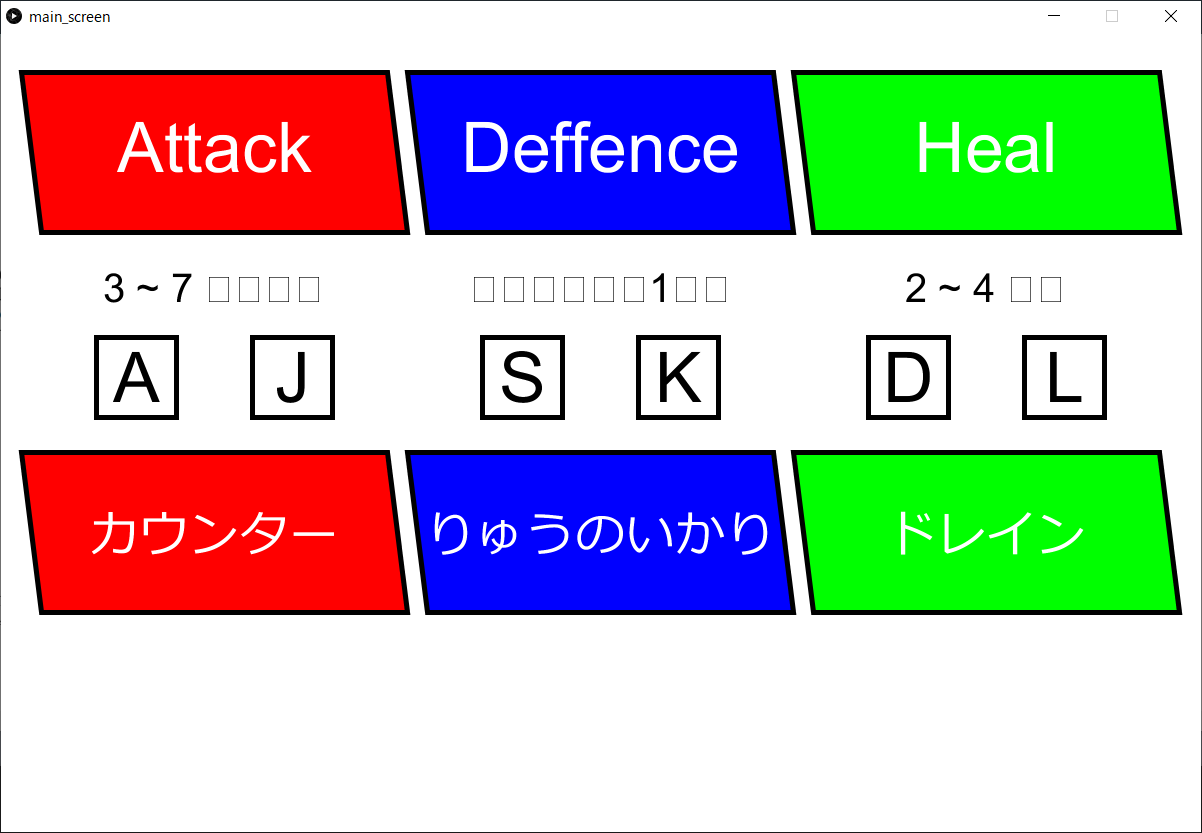 main_screen
Attack
Deffence
Heal
3 ~ 7 □□□□
□□□□□□1□□
2 ~ 4 □□
A
J
S
K
D
L
カウンター
りゅうのいかり
ドレイン